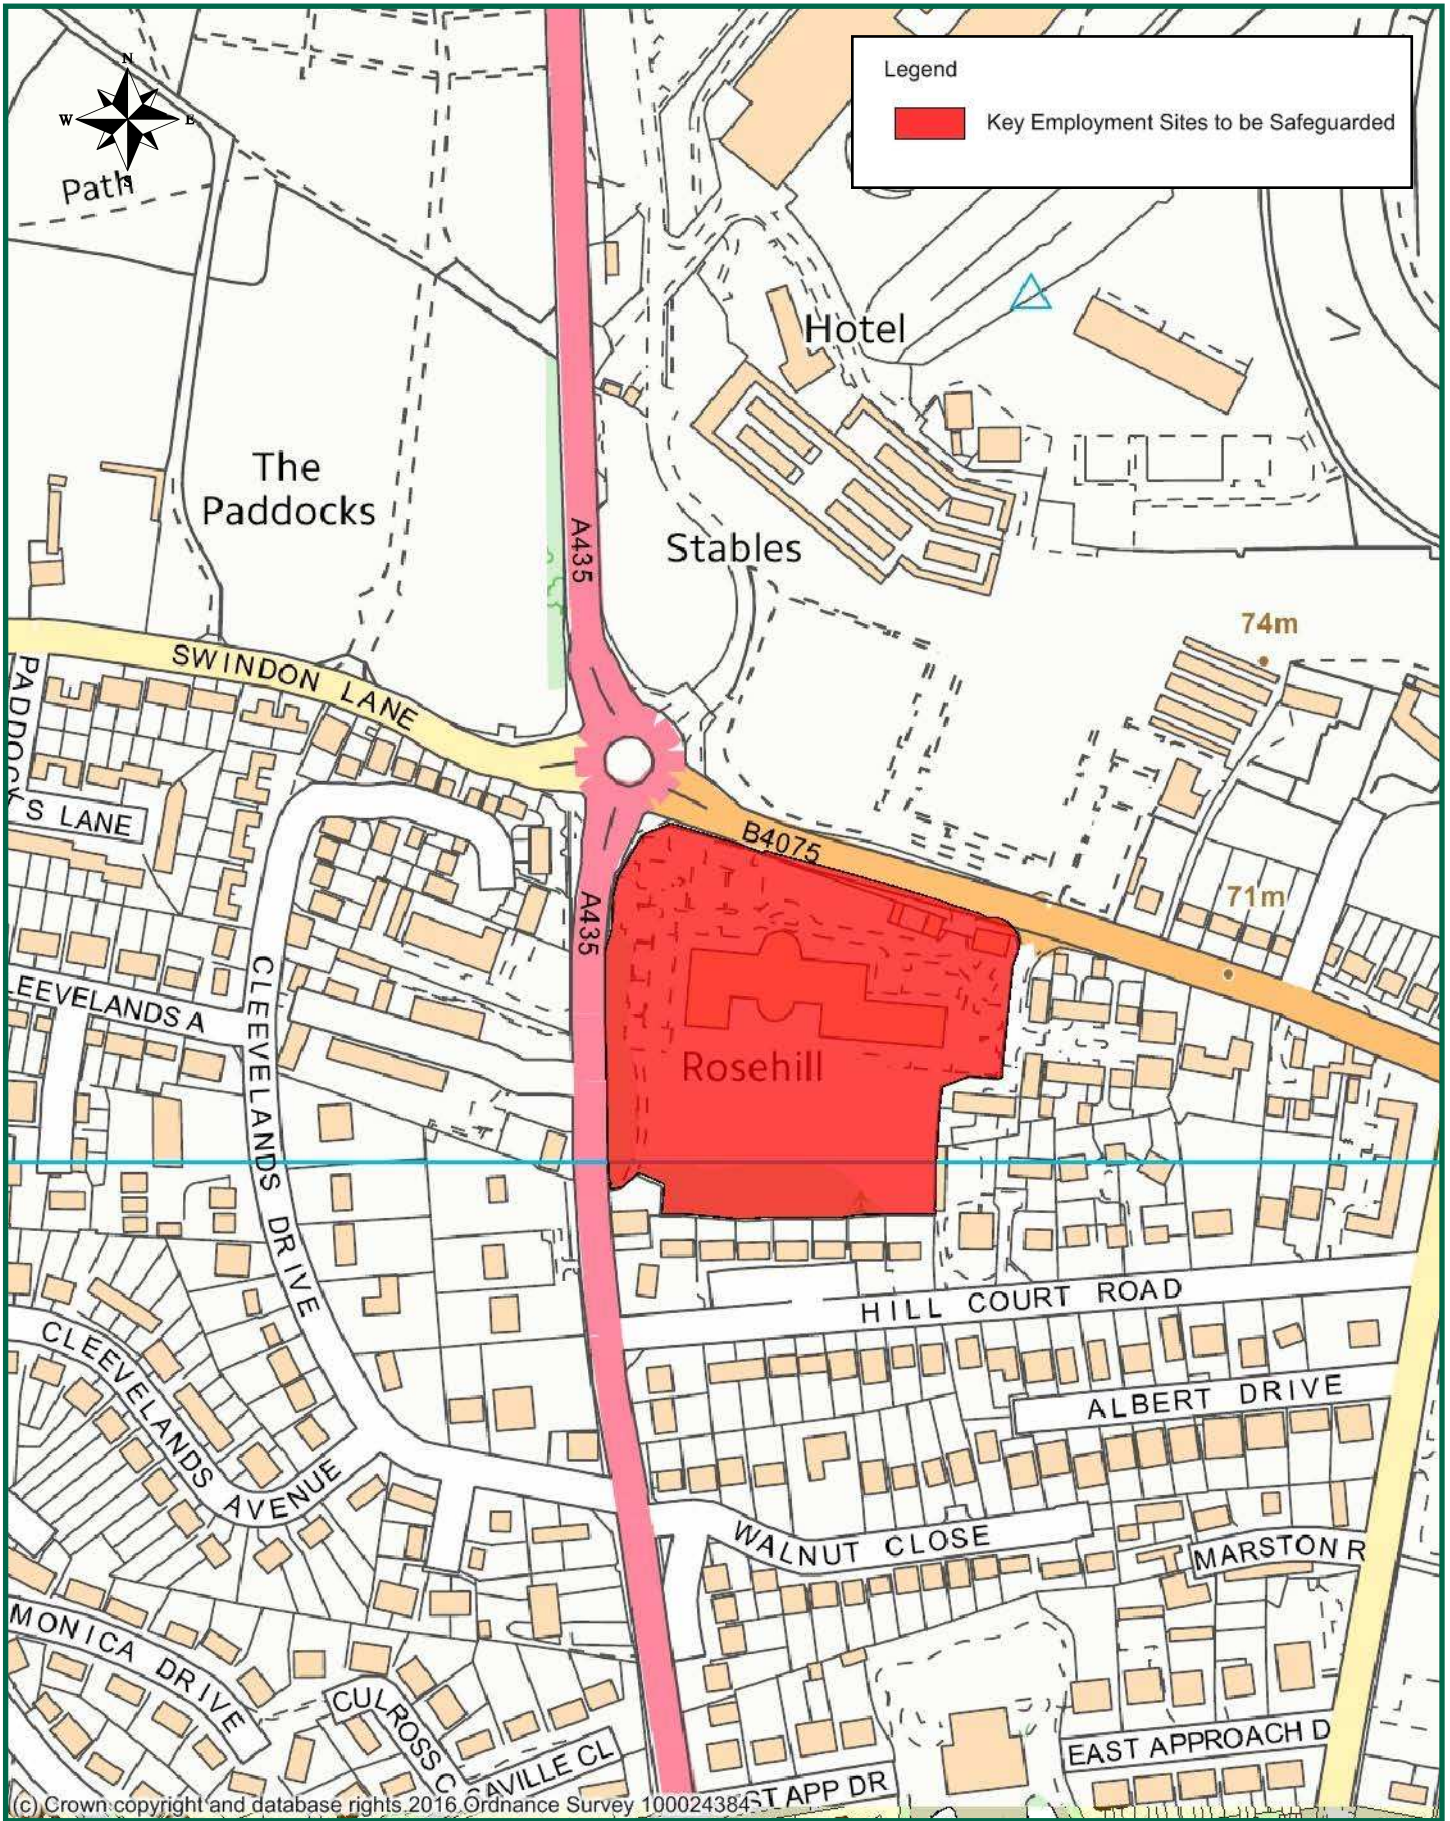 N
W
E
S
Legend
Key Employment Sites to be Safeguarded
Path
Hotel
The
Paddocks
A435
Stables
74m
SWINDON LANE
PADDOCKS LANE
B4075
71m
A435
CLEEVELANDS DRIVE
LEEVELANDS A
Rosehill
HILL COURT ROAD
CLEEVELANDS AVENUE
ALBERT DRIVE
WALNUT CLOSE
MARSTON R
MONICA DRIVE
CULROSS C
SAVILLE CL
EAST APPROACH D
ST APP DR
(c) Crown copyright and database rights 2016 Ordnance Survey 100024384